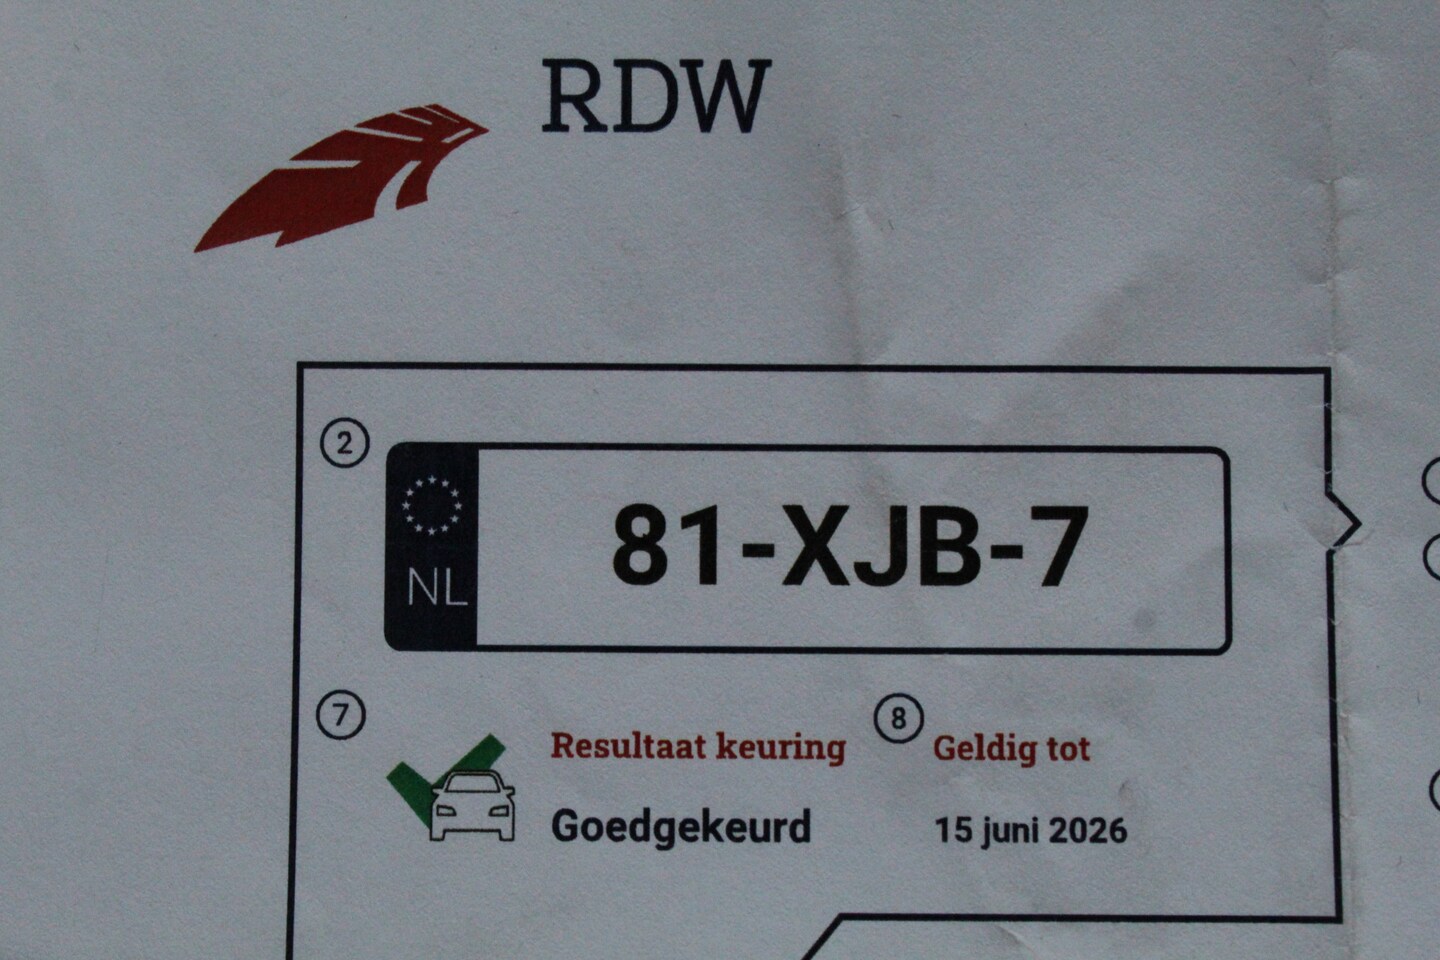 RDW
2
NL
81-XJB-7
7
Resultaat keuring
8
Geldig tot
Goedgekeurd
15 juni 2026